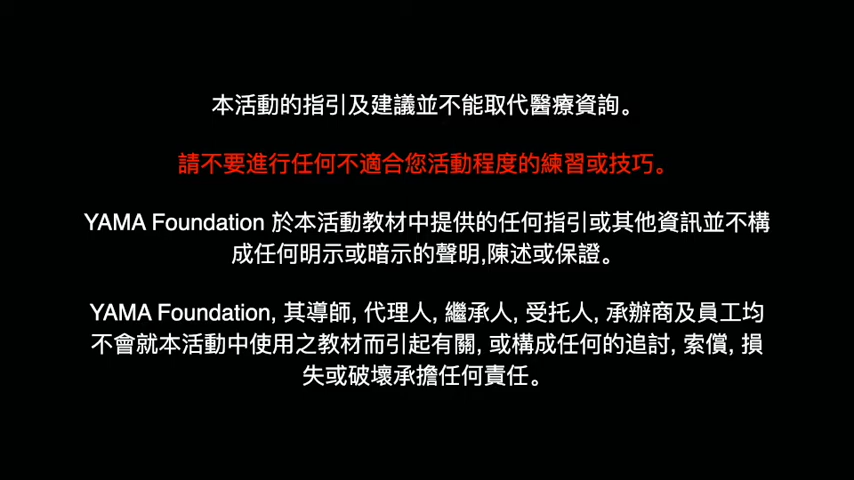 本活動的指引及建議並不能取代醫療資詢。
請不要進行任何不適合您活動程度的練習或技巧。
YAMA Foundation 於本活動教材中提供的任何指引或其他資訊並不構
成任何明示或暗示的聲明,陳述或保證。
YAMA Foundation, 其導師, 代理人, 繼承人, 受托人, 承辦商及員工均
不會就本活動中使用之教材而引起有關, 或構成任何的追討, 索償, 損
失或破壞承擔任何責任。